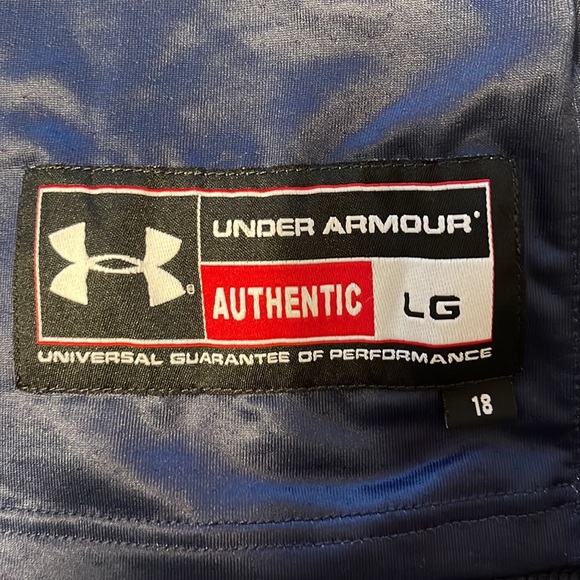 UNDER ARMOUR
AUTHENTIC LG
UNIVERSAL GUARANTEE OF PERFORMANCE
18